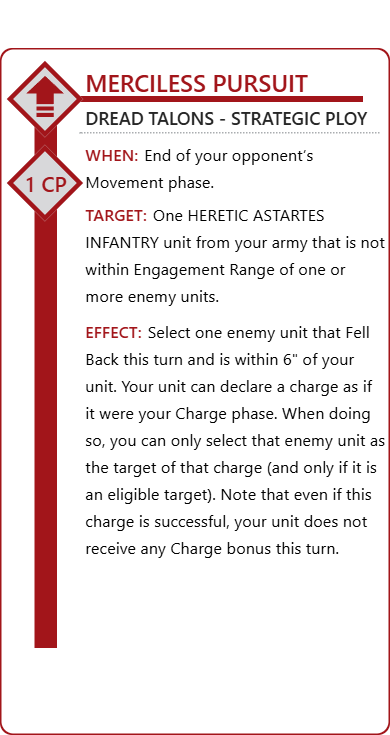 MERCILESS PURSUIT
DREAD TALONS - STRATEGIC PLOY
1 CP
WHEN: End of your opponent’s
Movement phase.
TARGET: One HERETIC ASTARTES
INFANTRY unit from your army that is not
within Engagement Range of one or
more enemy units.
EFFECT: Select one enemy unit that Fell
Back this turn and is within 6" of your
unit. Your unit can declare a charge as if
it were your Charge phase. When doing
so, you can only select that enemy unit as
the target of that charge (and only if it is
an eligible target). Note that even if this
charge is successful, your unit does not
receive any Charge bonus this turn.